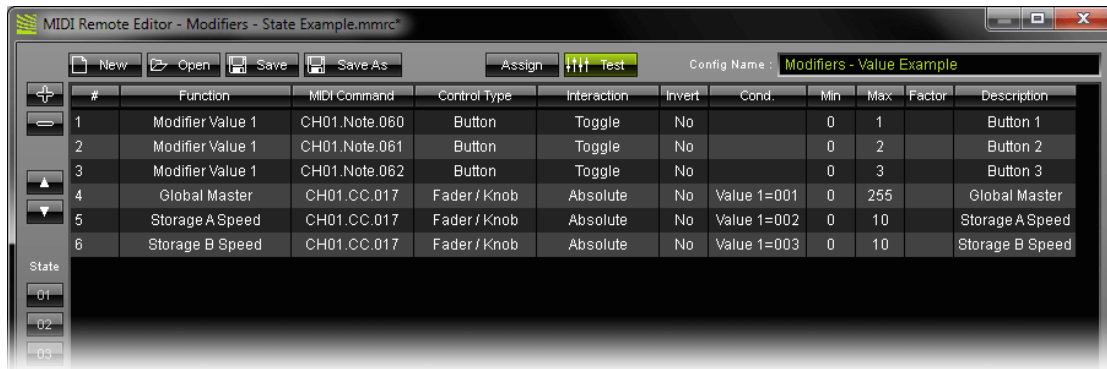 MIDI Remote Editor - Modifiers - State Example.mmrc*
New Open Save Save As Assign Test Config Name : Modifiers - Value Example
# Function MIDI Command Control Type Interaction Invert Cond. Min Max Factor Description
1 Modifier Value 1 CH01.Note.060 Button Toggle No 0 1 Button 1
2 Modifier Value 1 CH01.Note.061 Button Toggle No 0 2 Button 2
3 Modifier Value 1 CH01.Note.062 Button Toggle No 0 3 Button 3
4 Global Master CH01.CC.017 Fader / Knob Absolute No Value 1=001 0 255 Global Master
5 Storage A Speed CH01.CC.017 Fader / Knob Absolute No Value 1=002 0 10 Storage A Speed
6 Storage B Speed CH01.CC.017 Fader / Knob Absolute No Value 1=003 0 10 Storage B Speed
State
01
02
03